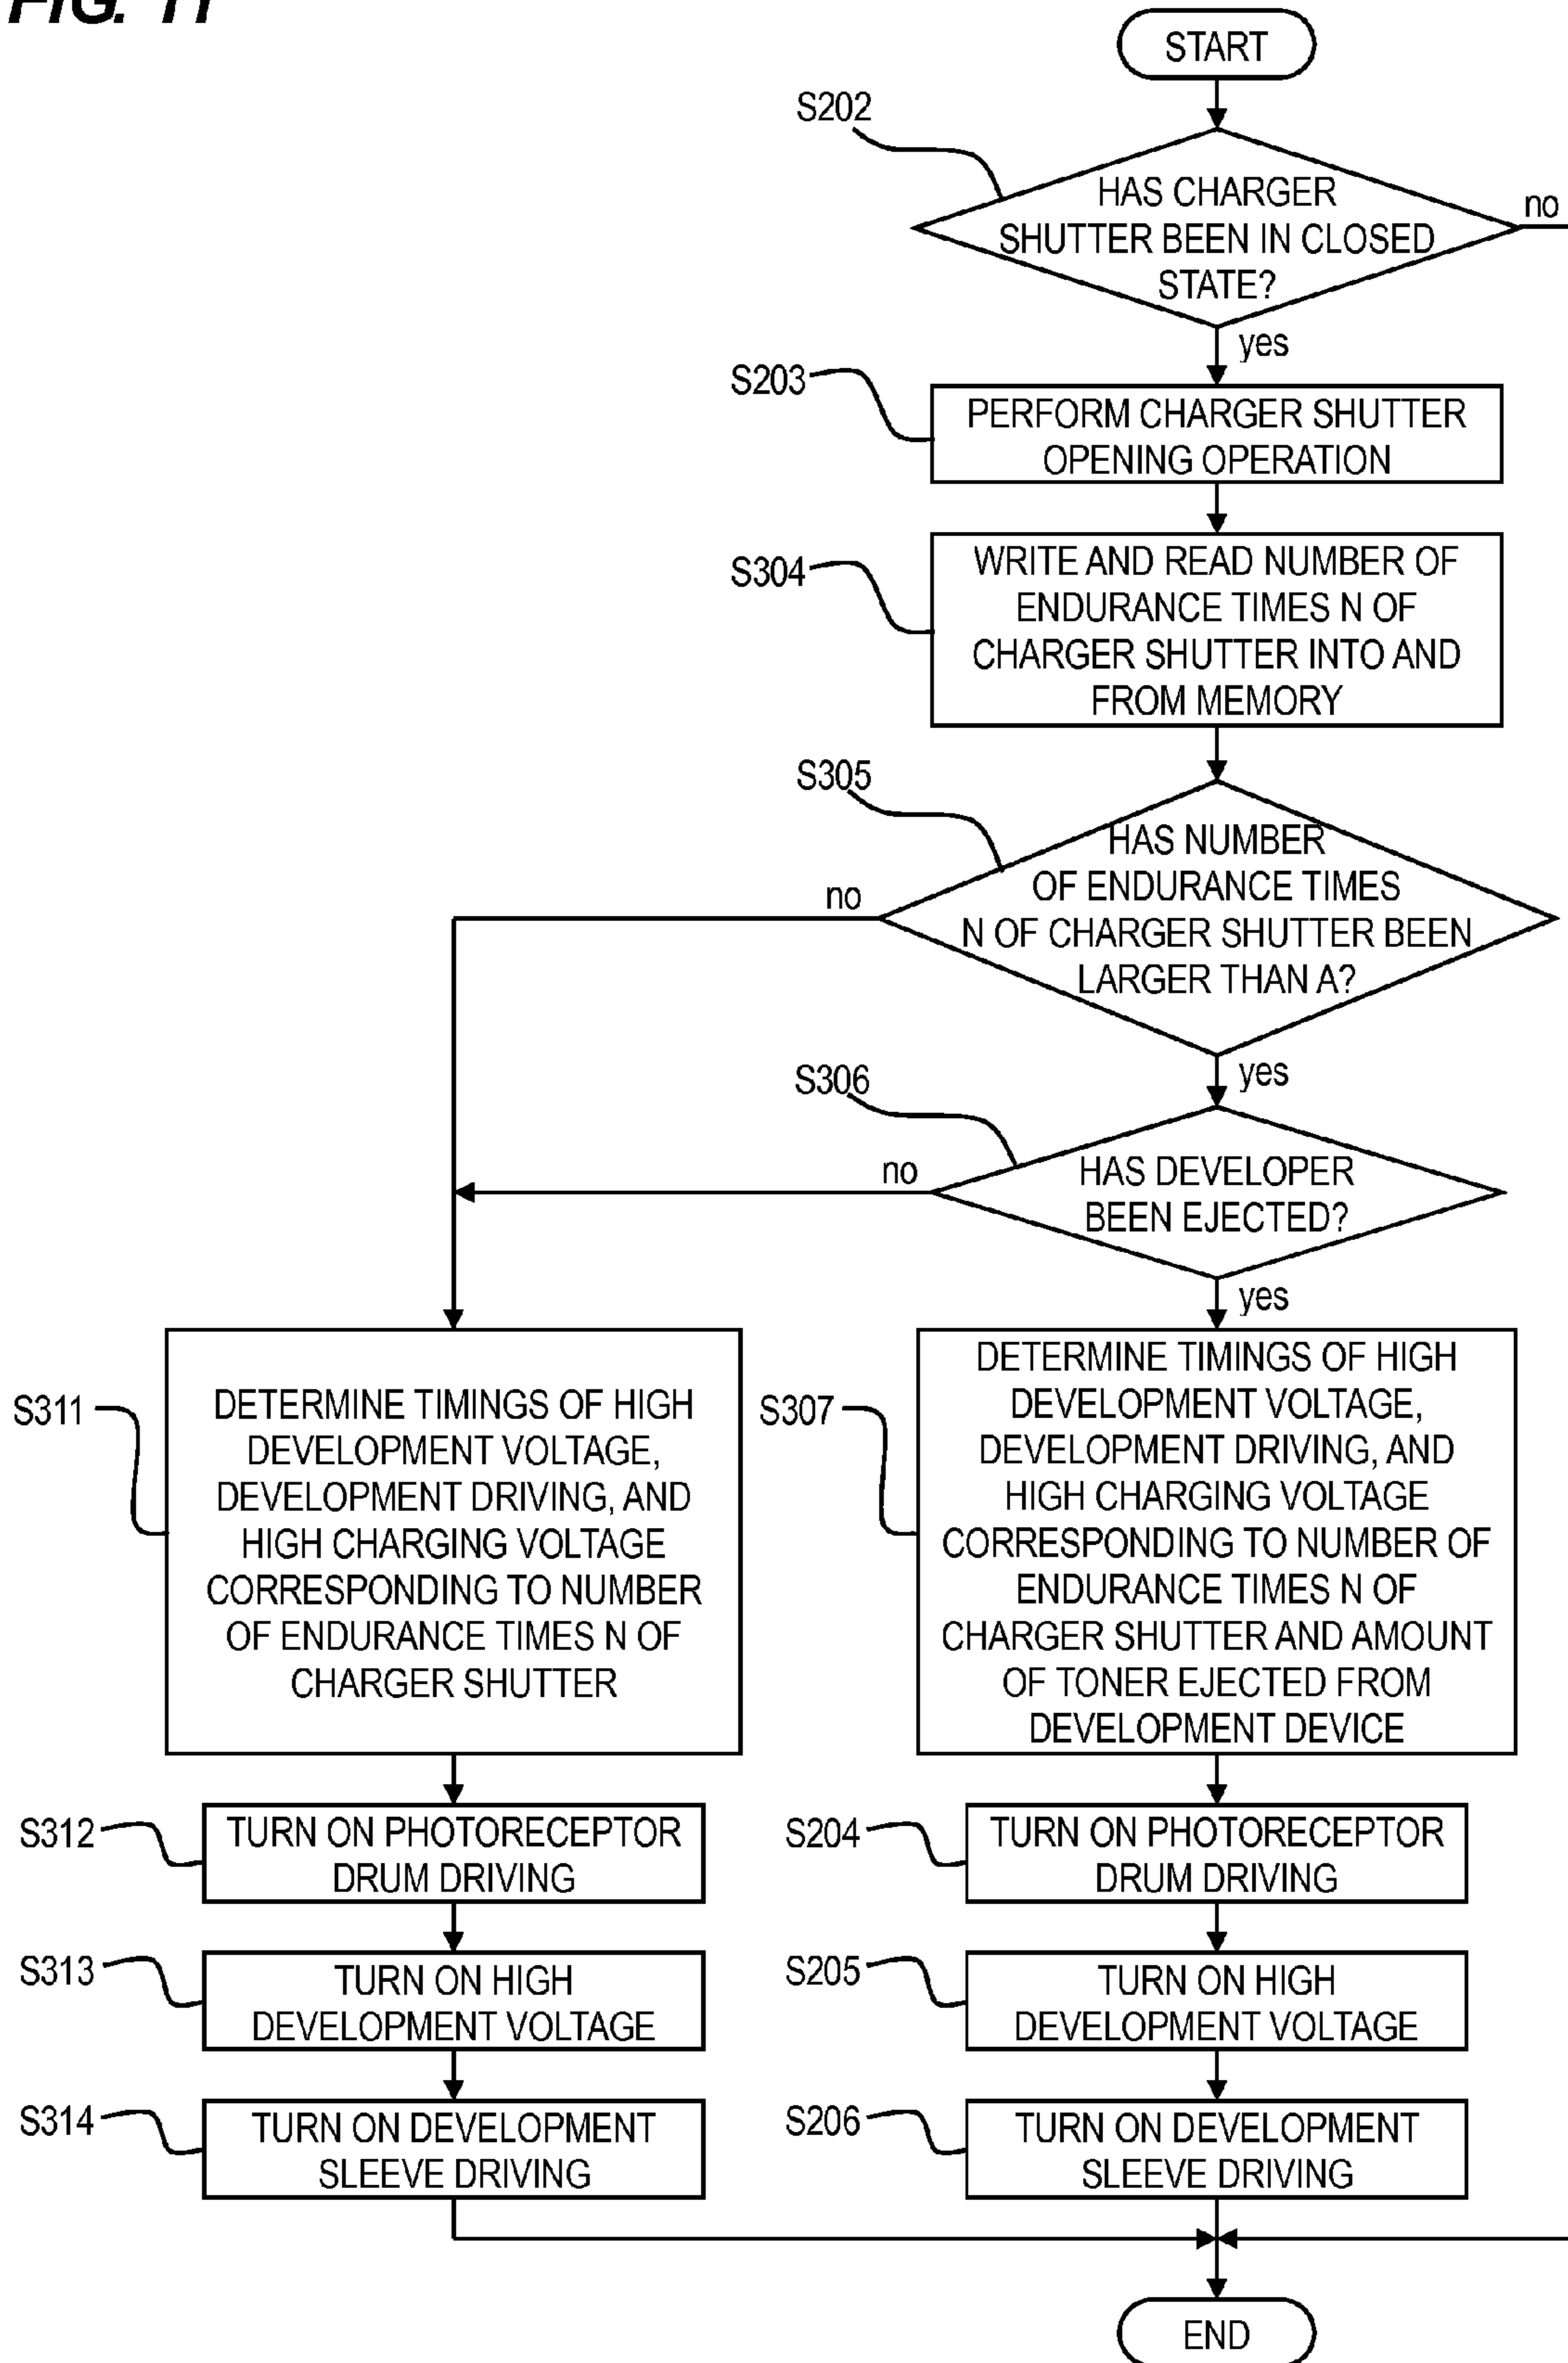 FIG. 11
START
S202
HAS CHARGER
SHUTTER BEEN IN CLOSED
STATE?
no
yes
S203
PERFORM CHARGER SHUTTER
OPENING OPERATION
S304
WRITE AND READ NUMBER OF
ENDURANCE TIMES N OF
CHARGER SHUTTER INTO AND
FROM MEMORY
S305
HAS NUMBER
OF ENDURANCE TIMES
N OF CHARGER SHUTTER BEEN
LARGER THAN A?
no
yes
S306
HAS DEVELOPER
BEEN EJECTED?
no
yes
S311
DETERMINE TIMINGS OF HIGH
DEVELOPMENT VOLTAGE,
DEVELOPMENT DRIVING, AND
HIGH CHARGING VOLTAGE
CORRESPONDING TO NUMBER
OF ENDURANCE TIMES N OF
CHARGER SHUTTER
S307
DETERMINE TIMINGS OF HIGH
DEVELOPMENT VOLTAGE,
DEVELOPMENT DRIVING, AND
HIGH CHARGING VOLTAGE
CORRESPONDING TO NUMBER OF
ENDURANCE TIMES N OF
CHARGER SHUTTER AND AMOUNT
OF TONER EJECTED FROM
DEVELOPMENT DEVICE
S312
TURN ON PHOTORECEPTOR
DRUM DRIVING
S204
TURN ON PHOTORECEPTOR
DRUM DRIVING
S313
TURN ON HIGH
DEVELOPMENT VOLTAGE
S205
TURN ON HIGH
DEVELOPMENT VOLTAGE
S314
TURN ON DEVELOPMENT
SLEEVE DRIVING
S206
TURN ON DEVELOPMENT
SLEEVE DRIVING
END